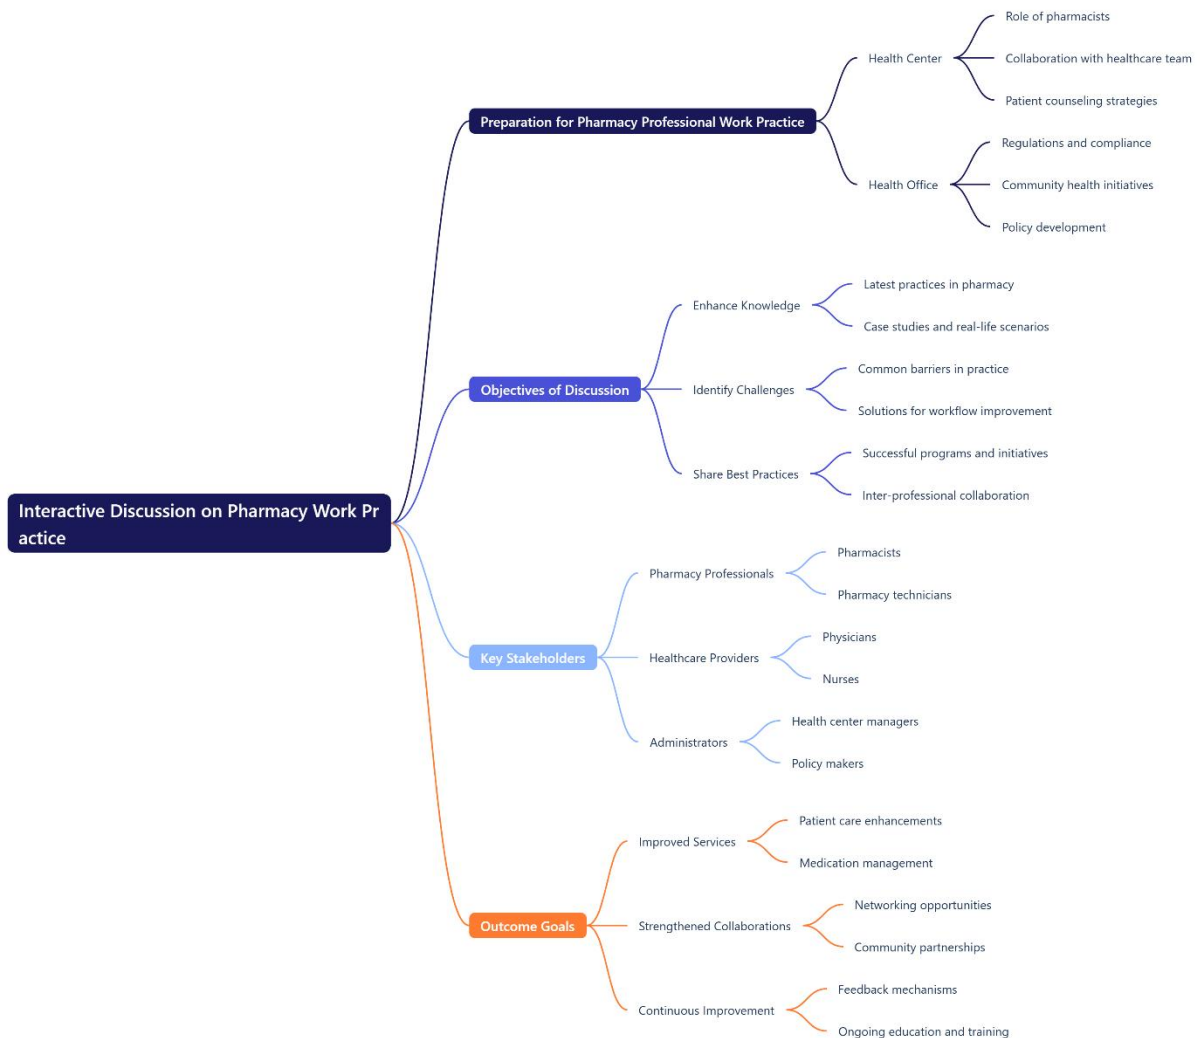 Interactive Discussion on Pharmacy Work Pr
actice
Preparation for Pharmacy Professional Work Practice
Health Center
Role of pharmacists
Collaboration with healthcare team
Patient counseling strategies
Health Office
Regulations and compliance
Community health initiatives
Policy development
Objectives of Discussion
Enhance Knowledge
Latest practices in pharmacy
Case studies and real-life scenarios
Identify Challenges
Common barriers in practice
Solutions for workflow improvement
Share Best Practices
Successful programs and initiatives
Inter-professional collaboration
Key Stakeholders
Pharmacy Professionals
Pharmacists
Pharmacy technicians
Healthcare Providers
Physicians
Nurses
Administrators
Health center managers
Policy makers
Outcome Goals
Improved Services
Patient care enhancements
Medication management
Strengthened Collaborations
Networking opportunities
Community partnerships
Continuous Improvement
Feedback mechanisms
Ongoing education and training